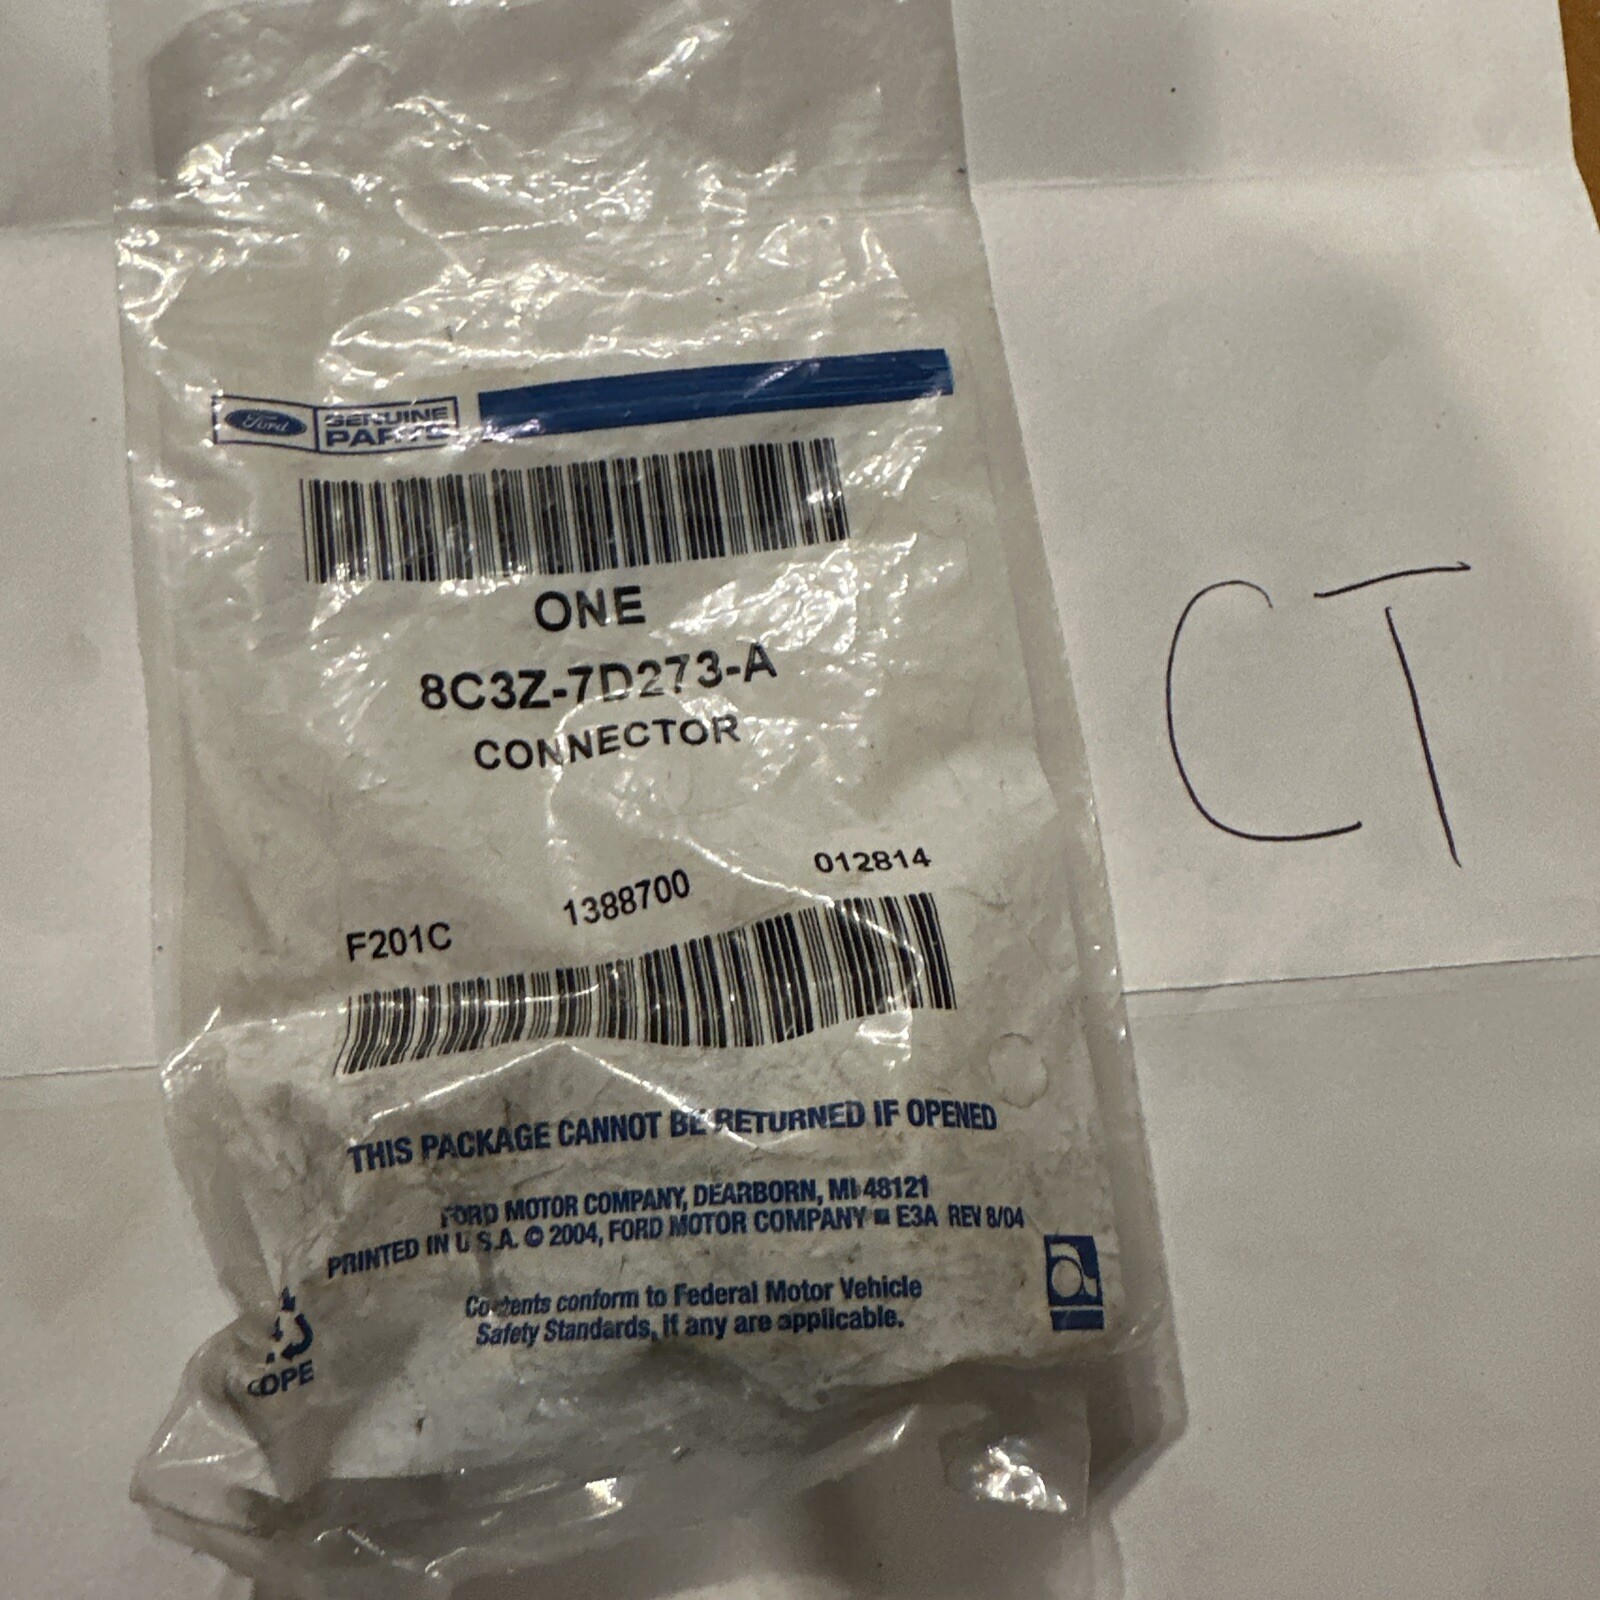 Ford GENUINE
PARTS
ONE
8C3Z-7D273-A
CONNECTOR
F201C 1388700 012814
THIS PACKAGE CANNOT BE RETURNED IF OPENED
FORD MOTOR COMPANY, DEARBORN, MI 48121
PRINTED IN U.S.A. © 2004, FORD MOTOR COMPANY ■ E3A REV 8/04
Contents conform to Federal Motor Vehicle
Safety Standards, if any are applicable.
CT